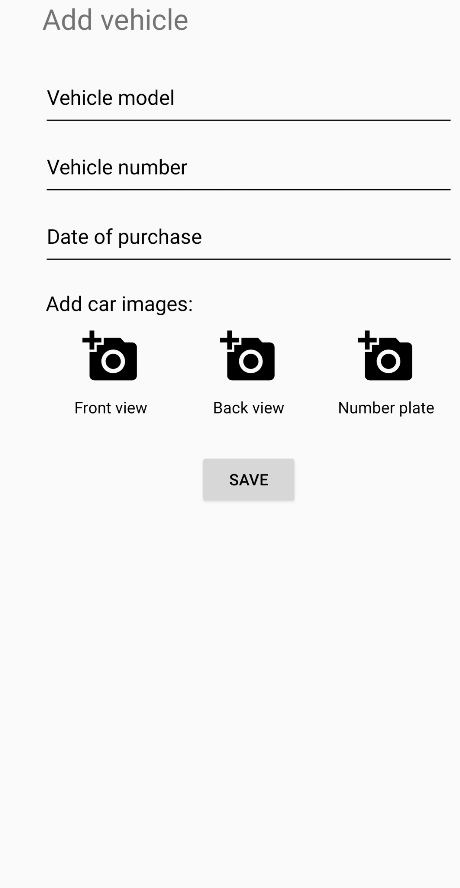 Add vehicle
Vehicle model
Vehicle number
Date of purchase
Add car images:
Front view Back view Number plate
SAVE